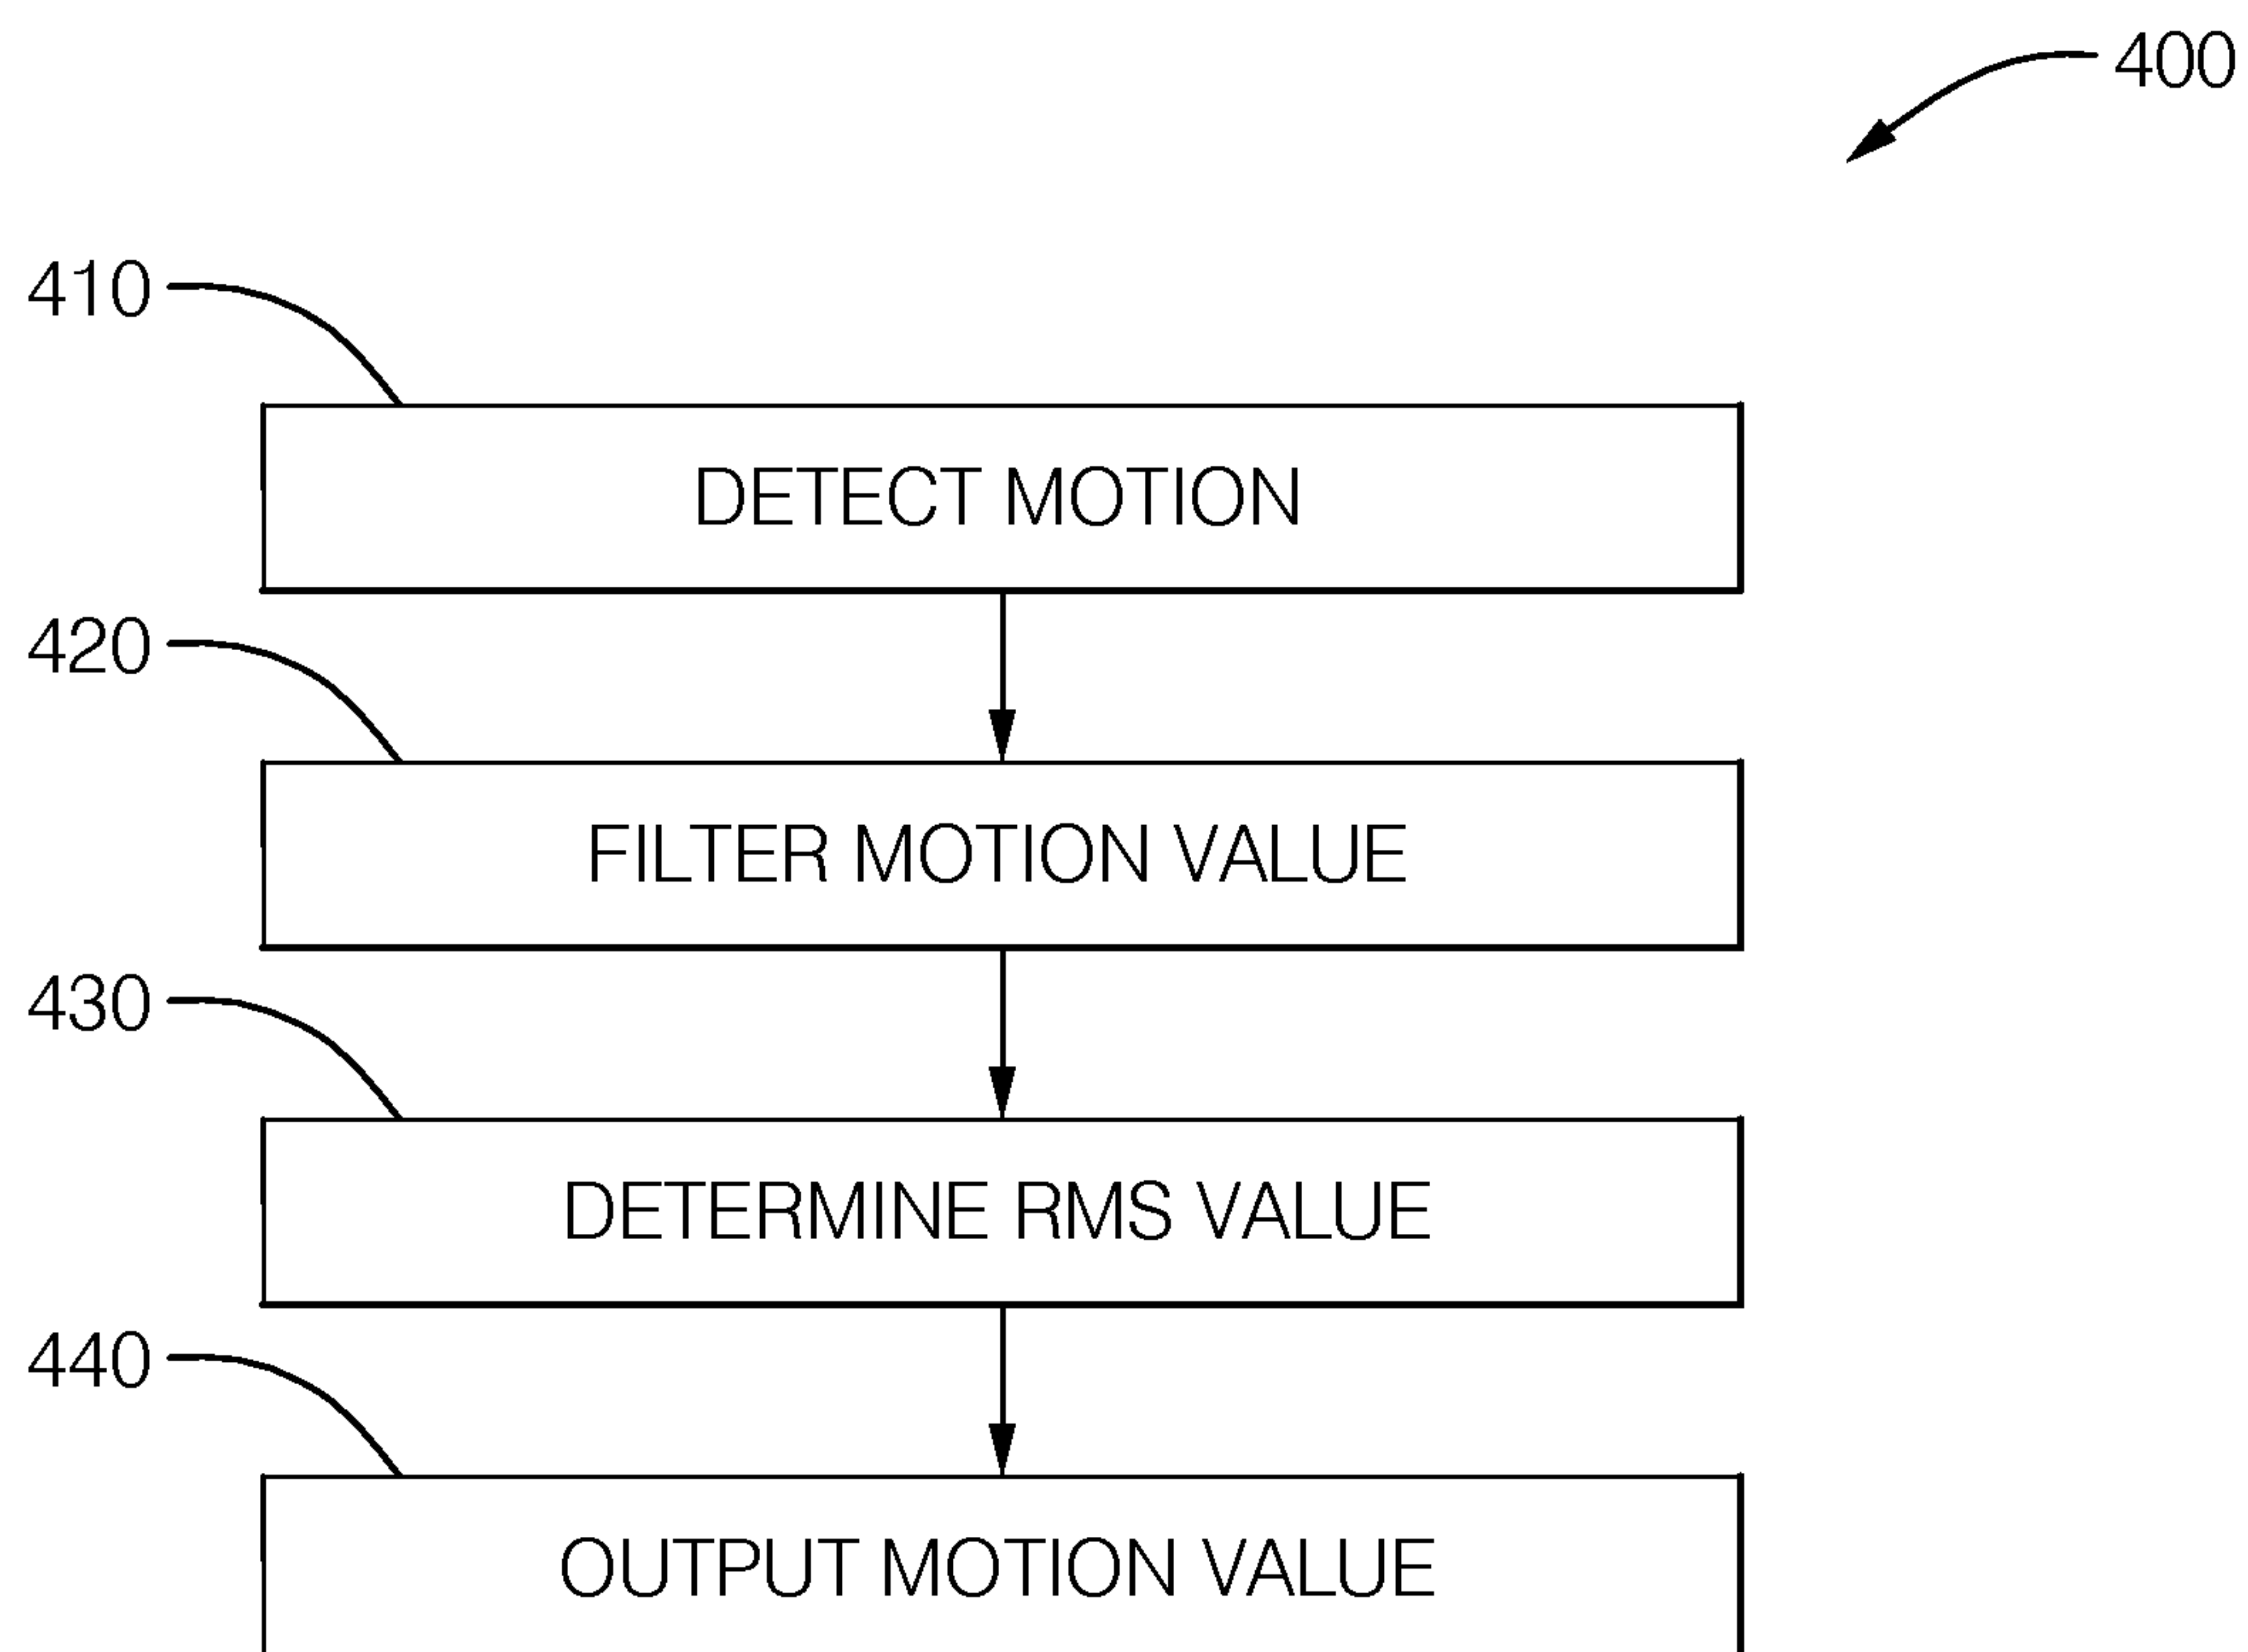 400
410
DETECT MOTION
420
FILTER MOTION VALUE
430
DETERMINE RMS VALUE
440
OUTPUT MOTION VALUE